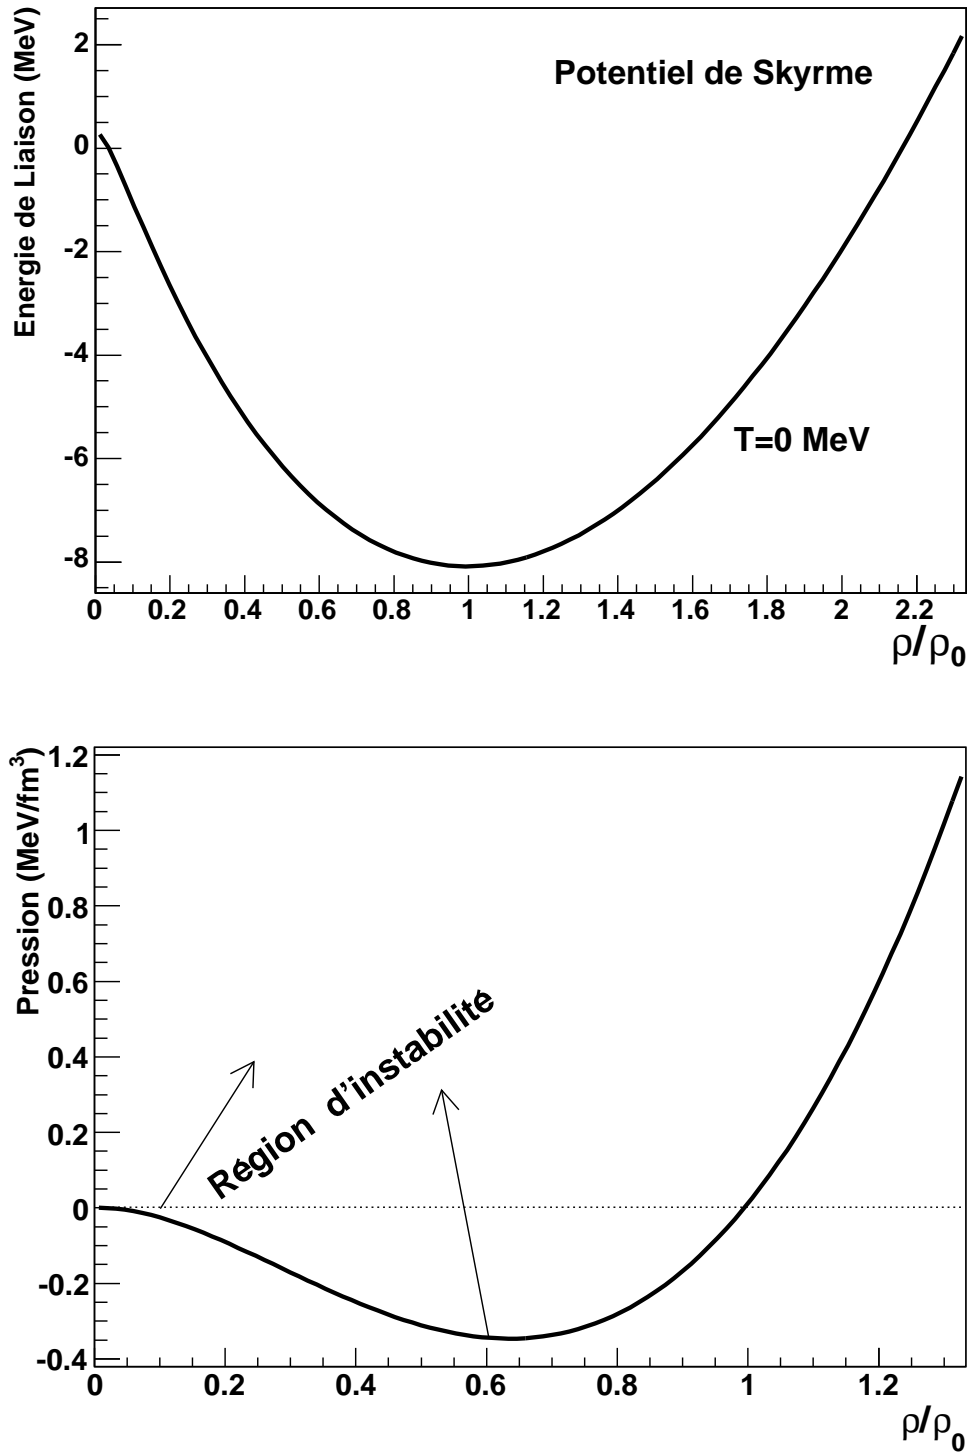 Energie de Liaison (MeV)
2
0
-2
-4
-6
-8
Potentiel de Skyrme
T=0 MeV
0 0.2 0.4 0.6 0.8 1 1.2 1.4 1.6 1.8 2 2.2
ρ/ρ0
Pression (MeV/fm3)
1.2
1
0.8
0.6
0.4
0.2
0
-0.2
-0.4
Région d'instabilité
0 0.2 0.4 0.6 0.8 1 1.2
ρ/ρ0